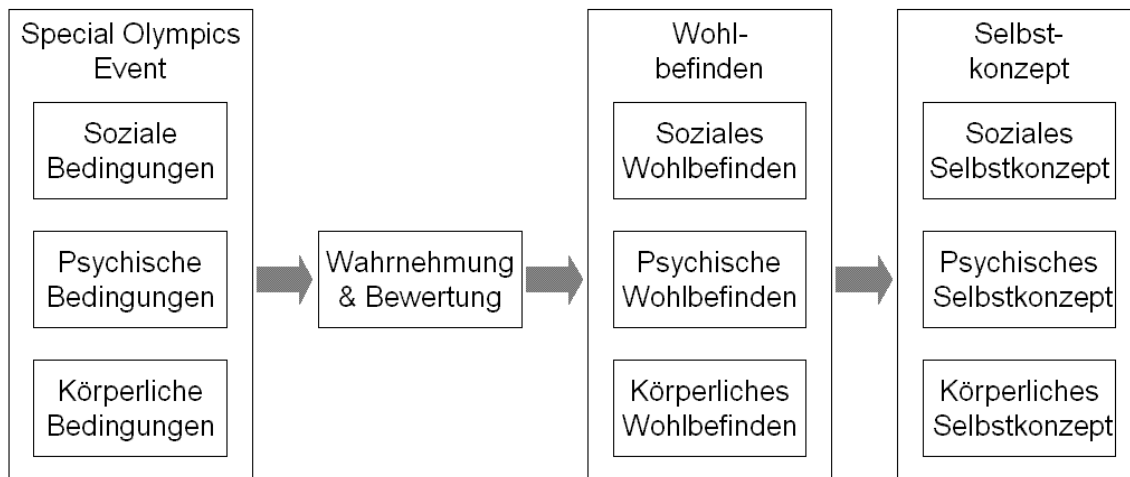 Special Olympics
Event
Soziale
Bedingungen
Psychische
Bedingungen
Körperliche
Bedingungen
Wahrnehmung
& Bewertung
Wohl-
befinden
Soziales
Wohlbefinden
Psychische
Wohlbefinden
Körperliches
Wohlbefinden
Selbst-
konzept
Soziales
Selbstkonzept
Psychisches
Selbstkonzept
Körperliches
Selbstkonzept